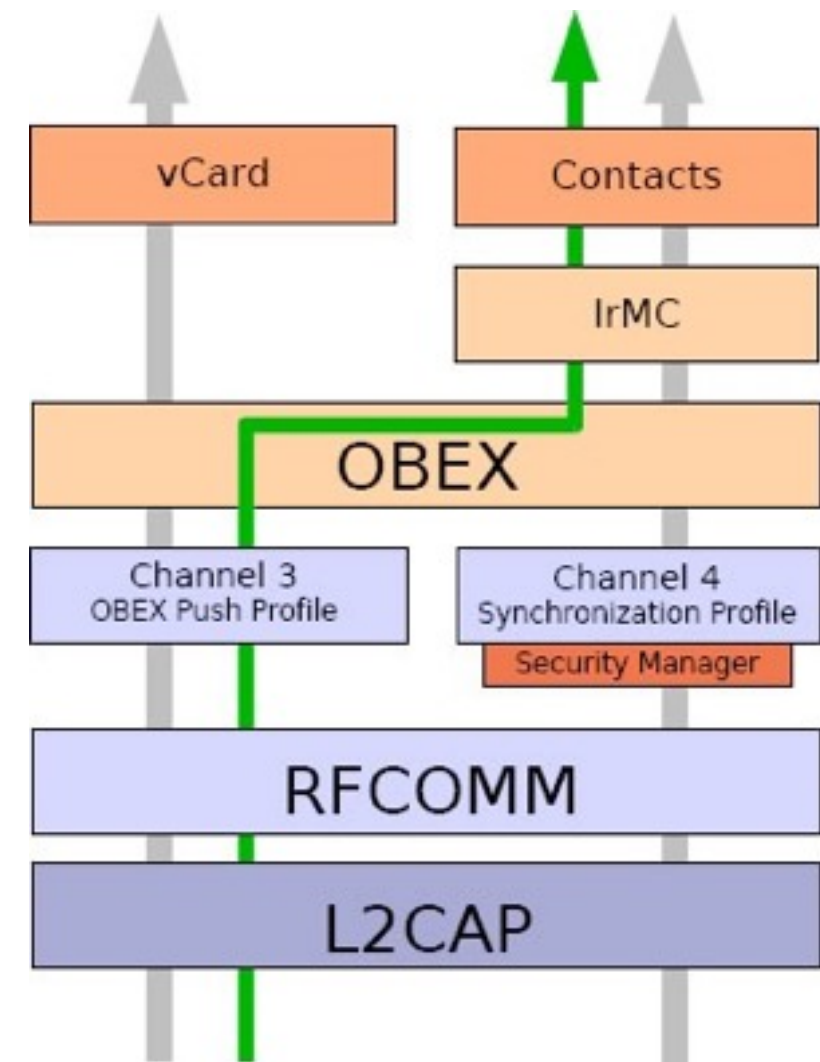 vCard
Contacts
IrMC
OBEX
Channel 3
OBEX Push Profile
Channel 4
Synchronization Profile
Security Manager
RFCOMM
L2CAP